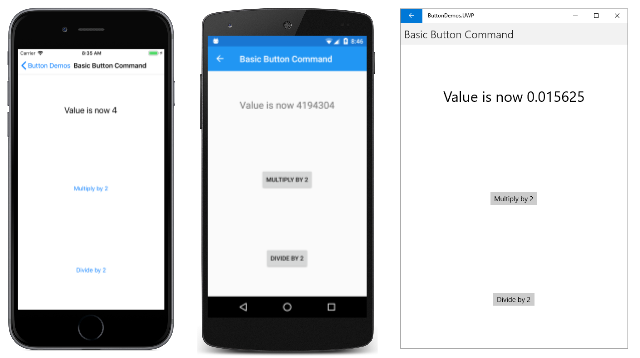 Carrier
8:35 AM
Button Demos
Basic Button Command
Value is now 4
Multiply by 2
Divide by 2
8:46
Basic Button Command
Value is now 4194304
MULTIPLY BY 2
DIVIDE BY 2
ButtonDemos.UWP
Basic Button Command
Value is now 0.015625
Multiply by 2
Divide by 2